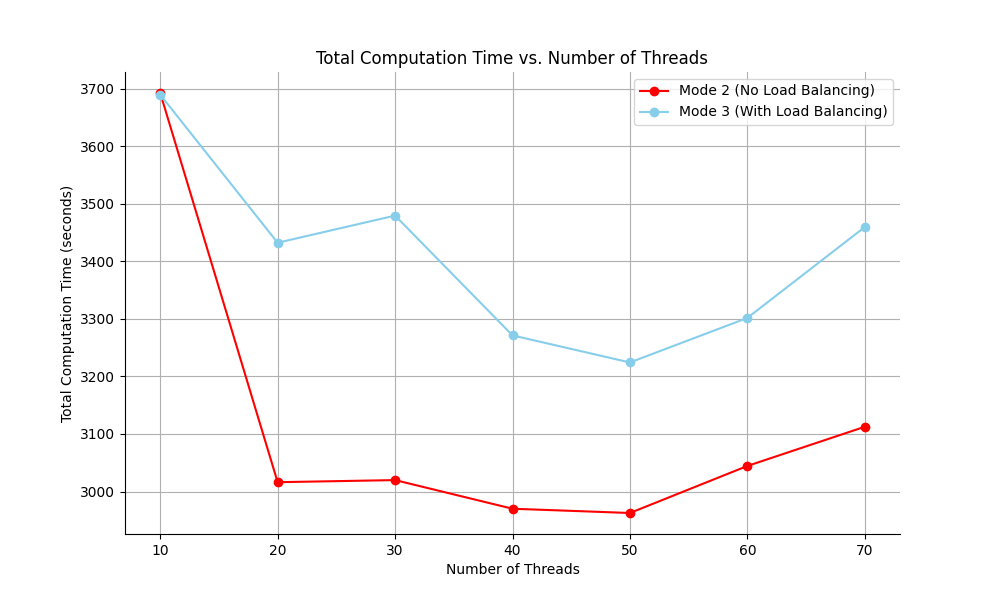 Total Computation Time vs. Number of Threads
Mode 2 (No Load Balancing)
Mode 3 (With Load Balancing)
Total Computation Time (seconds)
3700
3600
3500
3400
3300
3200
3100
3000
10 20 30 40 50 60 70
Number of Threads